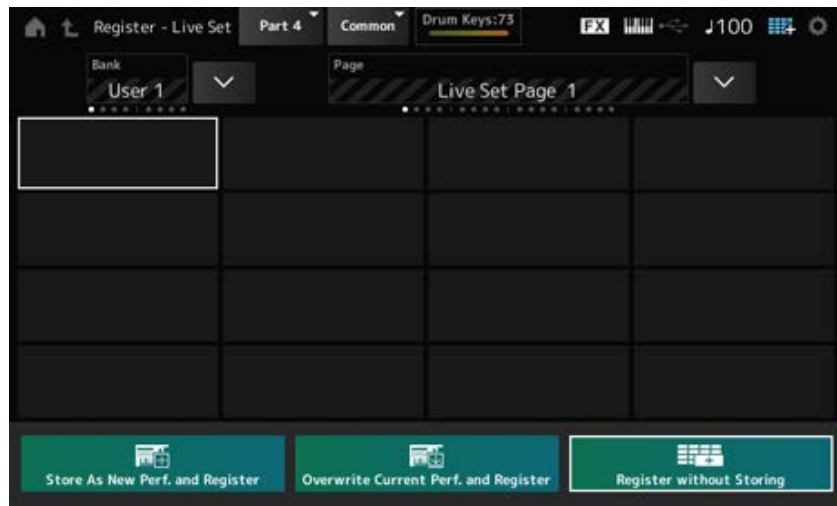 Register - Live Set
Part 4
Common
Drum Keys:73
FX
♩100
Bank
User 1
Page
Live Set Page 1
Store As New Perf. and Register
Overwrite Current Perf. and Register
Register without Storing